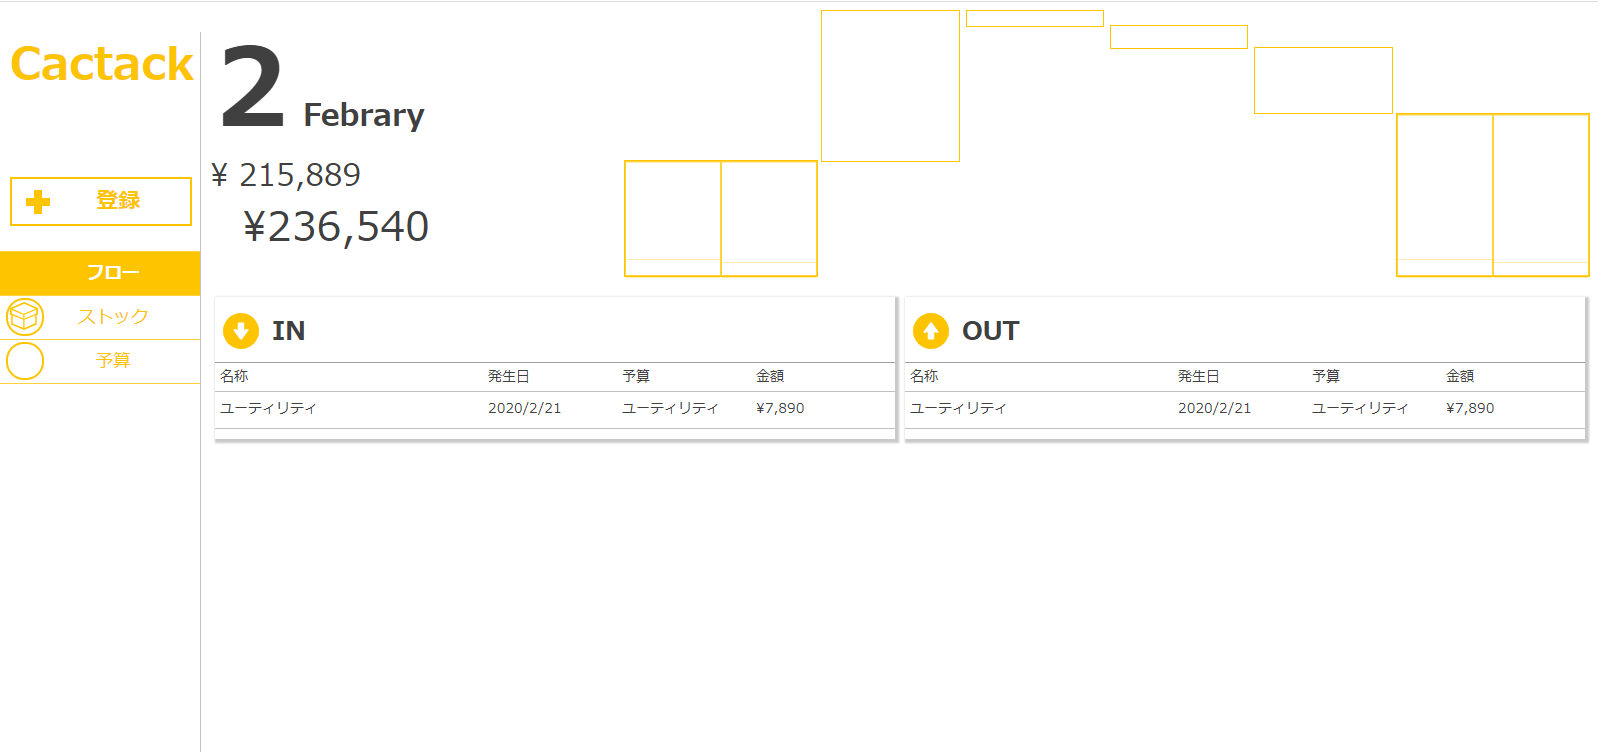 Cactack
登録
フロー
ストック
予算
2 Febrary
¥ 215,889
¥236,540
IN
名称 発生日 予算 金額
ユーティリティ 2020/2/21 ユーティリティ ¥7,890
OUT
名称 発生日 予算 金額
ユーティリティ 2020/2/21 ユーティリティ ¥7,890